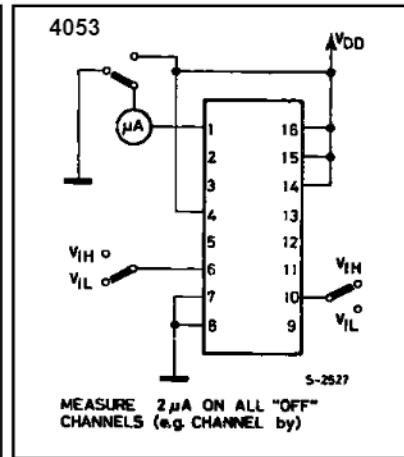 4053
VDD
μA
1 16
2 15
3 14
4 13
5 12
6 11
7 10
8 9
VIH
VIL
VIH
VIL
S-2527
MEASURE 2μA ON ALL "OFF"
CHANNELS (e.g. CHANNEL by)